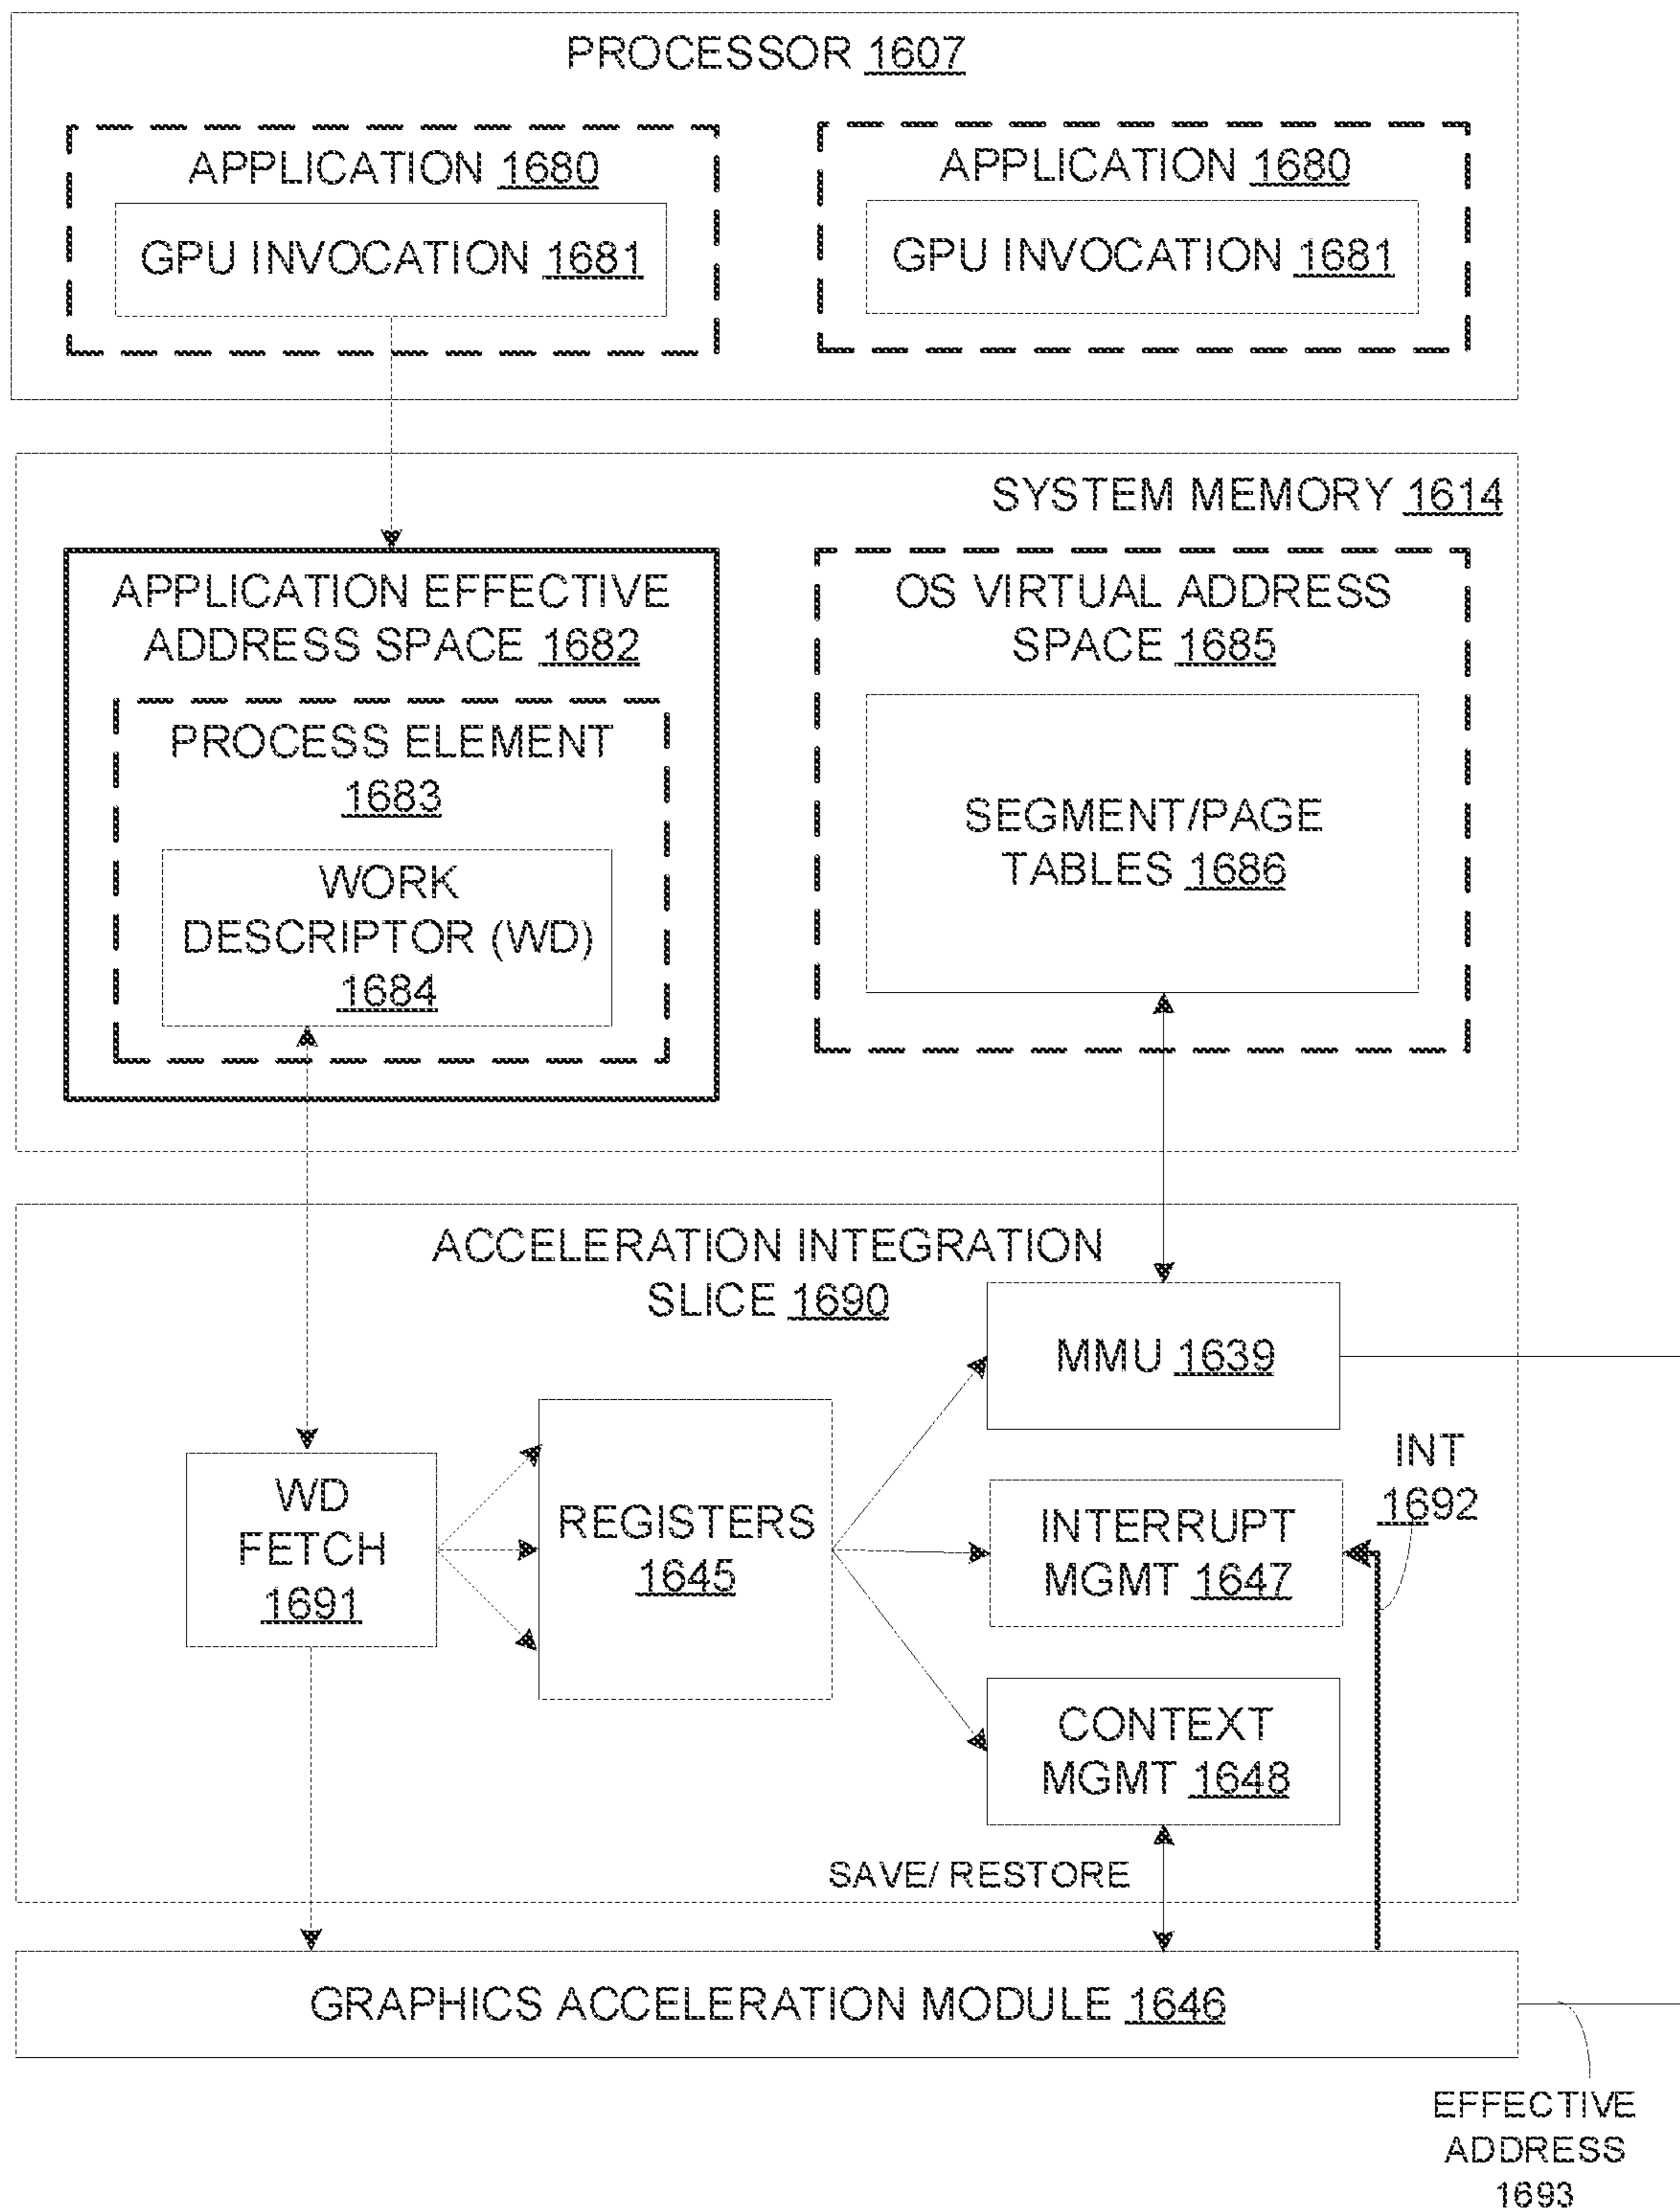 PROCESSOR 1607
APPLICATION 1680
GPU INVOCATION 1681
APPLICATION 1680
GPU INVOCATION 1681
SYSTEM MEMORY 1614
APPLICATION EFFECTIVE
ADDRESS SPACE 1682
PROCESS ELEMENT
1683
WORK
DESCRIPTOR (WD)
1684
OS VIRTUAL ADDRESS
SPACE 1685
SEGMENT/PAGE
TABLES 1686
ACCELERATION INTEGRATION
SLICE 1690
WD
FETCH
1691
REGISTERS
1645
MMU 1639
INTERRUPT
MGMT 1647
INT
1692
CONTEXT
MGMT 1648
SAVE/ RESTORE
GRAPHICS ACCELERATION MODULE 1646
EFFECTIVE
ADDRESS
1693